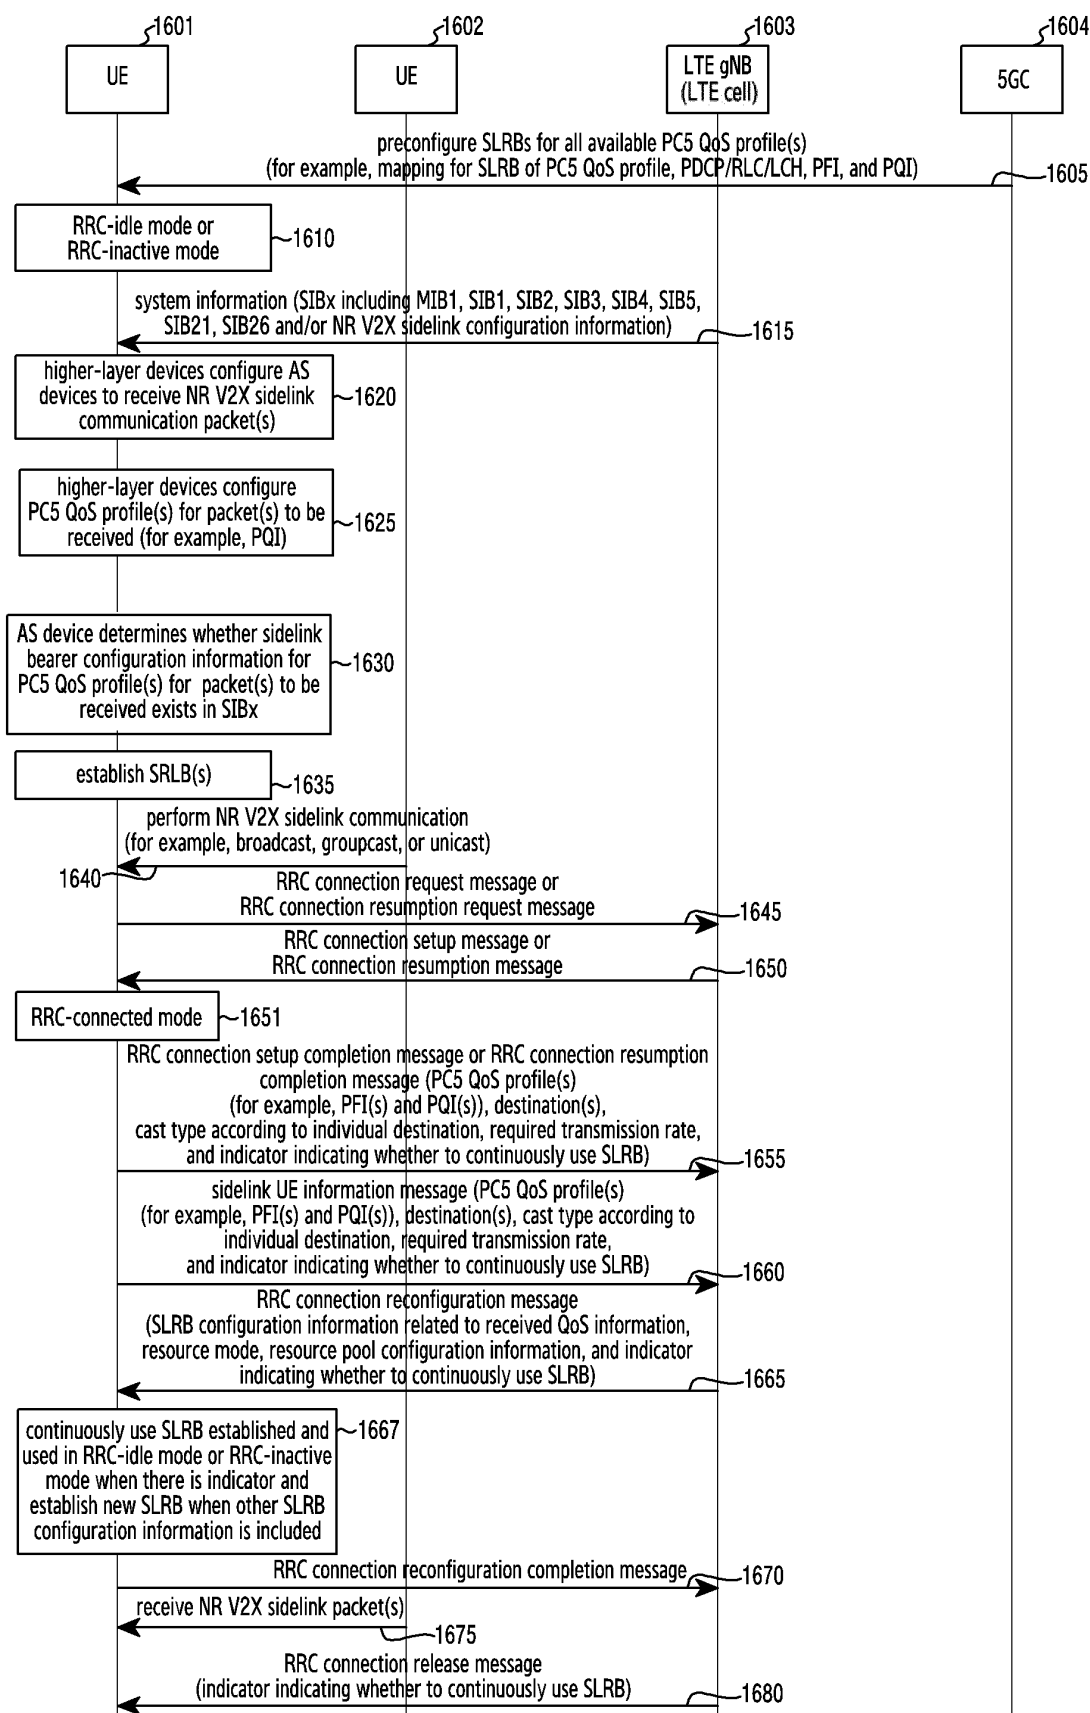 1601
1602
1603
1604
UE
UE
LTE gNB
(LTE cell)
5GC
preconfigure SLRBs for all available PC5 QoS profile(s)
(for example, mapping for SLRB of PC5 QoS profile, PDCP/RLC/LCH, PFI, and PQI)
1605
RRC-idle mode or
RRC-inactive mode
1610
system information (SIBx including MIB1, SIB1, SIB2, SIB3, SIB4, SIB5,
SIB21, SIB26 and/or NR V2X sidelink configuration information)
1615
higher-layer devices configure AS
devices to receive NR V2X sidelink
communication packet(s)
1620
higher-layer devices configure
PC5 QoS profile(s) for packet(s) to be
received (for example, PQI)
1625
AS device determines whether sidelink
bearer configuration information for
PC5 QoS profile(s) for packet(s) to be
received exists in SIBx
1630
establish SRLB(s)
1635
perform NR V2X sidelink communication
(for example, broadcast, groupcast, or unicast)
1640
RRC connection request message or
RRC connection resumption request message
1645
RRC connection setup message or
RRC connection resumption message
1650
RRC-connected mode
1651
RRC connection setup completion message or RRC connection resumption
completion message (PC5 QoS profile(s)
(for example, PFI(s) and PQI(s)), destination(s),
cast type according to individual destination, required transmission rate,
and indicator indicating whether to continuously use SLRB)
1655
sidelink UE information message (PC5 QoS profile(s)
(for example, PFI(s) and PQI(s)), destination(s), cast type according to
individual destination, required transmission rate,
and indicator indicating whether to continuously use SLRB)
1660
RRC connection reconfiguration message
(SLRB configuration information related to received QoS information,
resource mode, resource pool configuration information, and indicator
indicating whether to continuously use SLRB)
1665
continuously use SLRB established and
used in RRC-idle mode or RRC-inactive
mode when there is indicator and
establish new SLRB when other SLRB
configuration information is included
1667
RRC connection reconfiguration completion message
1670
receive NR V2X sidelink packet(s)
1675
RRC connection release message
(indicator indicating whether to continuously use SLRB)
1680